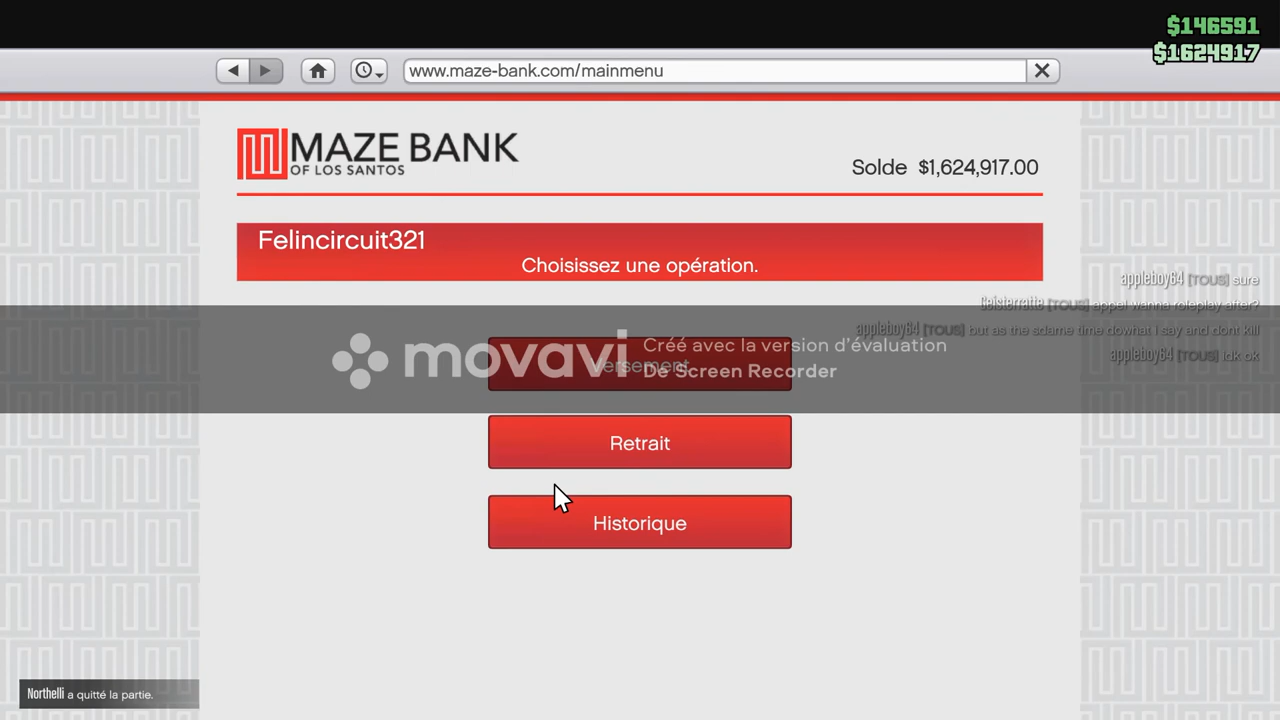 $146591
$1624917
www.maze-bank.com/mainmenu
MAZE BANK
OF LOS SANTOS
Solde $1,624,917.00
Felincircuit321
Choisissez une opération.
appleboy64 [TOUS] sure
Geisterratte [TOUS] appel wanna roleplay after?
appleboy64 [TOUS] but as the sdame time dowhat I say and dont kill
appleboy64 [TOUS] Idk ok
movavi
Créé avec la version d'évaluation
De Screen Recorder
Versement
Retrait
Historique
Northelli a quitté la partie.